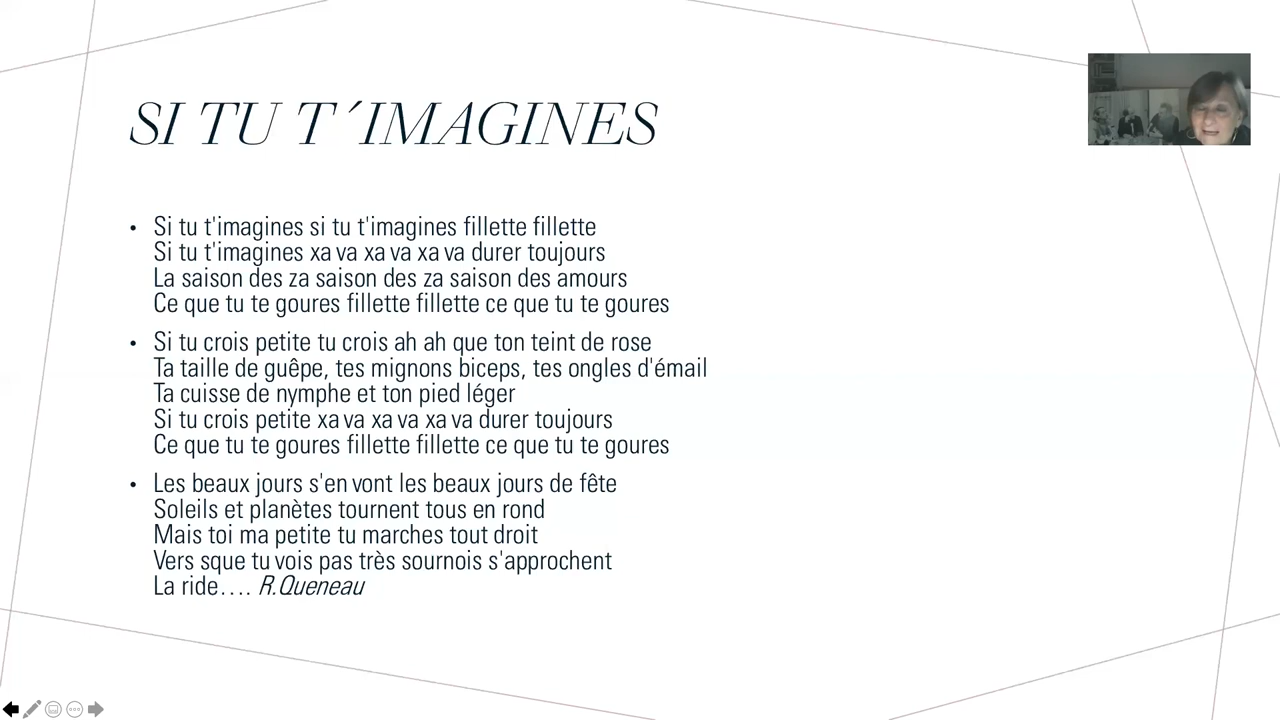 SI TU T´IMAGINES
• Si tu t'imagines si tu t'imagines fillette fillette
Si tu t'imagines xa va xa va xa va durer toujours
La saison des za saison des za saison des amours
Ce que tu te goures fillette fillette ce que tu te goures
• Si tu crois petite tu crois ah ah que ton teint de rose
Ta taille de guêpe, tes mignons biceps, tes ongles d'émail
Ta cuisse de nymphe et ton pied léger
Si tu crois petite xa va xa va xa va durer toujours
Ce que tu te goures fillette fillette ce que tu te goures
• Les beaux jours s'en vont les beaux jours de fête
Soleils et planètes tournent tous en rond
Mais toi ma petite tu marches tout droit
Vers sque tu vois pas très sournois s'approchent
La ride.... R.Queneau